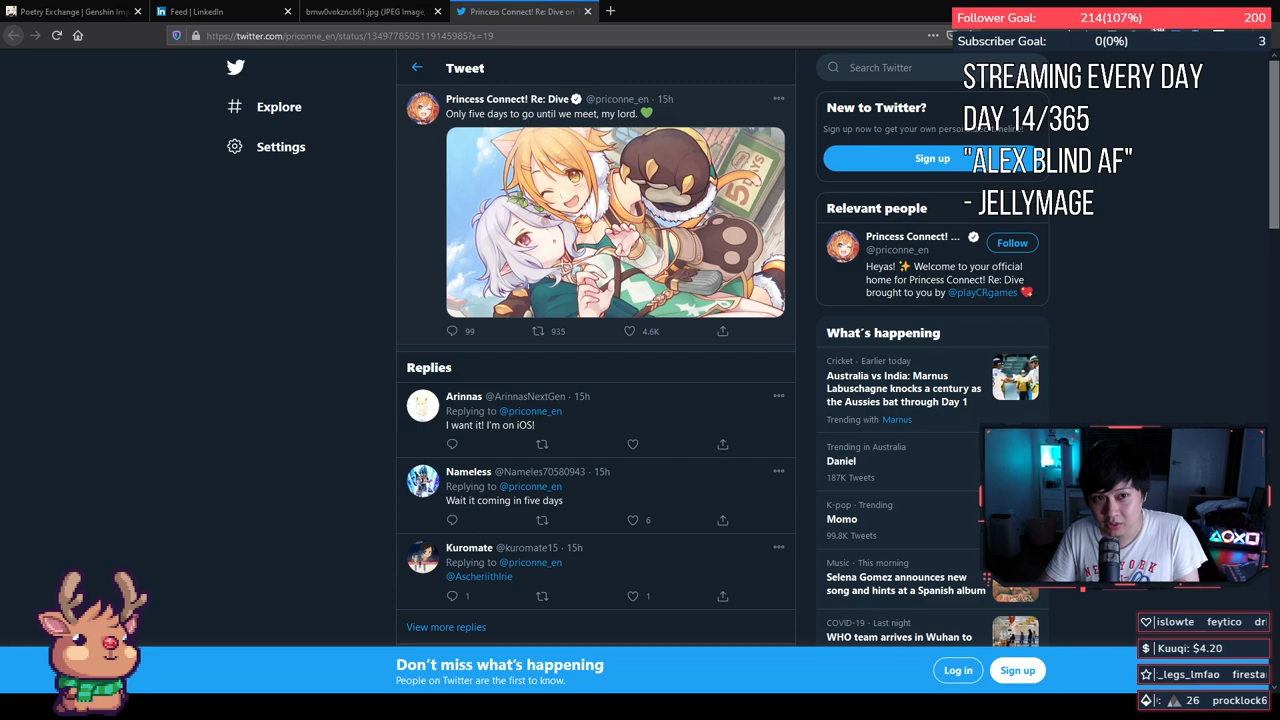 Poetry Exchange | Genshin Imp
Feed | LinkedIn
bmw0vokzncb61.jpg (JPEG Image,
Princess Connect! Re: Dive on
https://twitter.com/priconne_en/status/1349778505119145985?s=19
Follower Goal: 214(107%) 200
Subscriber Goal: 0(0%) 3
STREAMING EVERY DAY
DAY 14/365
"ALEX BLIND AF"
- JELLYMAGE
Explore
Settings
Tweet
Princess Connect! Re: Dive @priconne_en · 15h
Only five days to go until we meet, my lord. 💚
5 DAYS
99 935 4.6K
Replies
Arinnas @ArinnasNextGen · 15h
Replying to @priconne_en
I want it! I'm on iOS!
Nameless @Nameles70580943 · 15h
Replying to @priconne_en
Wait it coming in five days
6
Kuromate @kuromate15 · 15h
Replying to @priconne_en
@AscheriithIrie
1 1
View more replies
Search Twitter
New to Twitter?
Sign up now to get your own personalized timeline!
Sign up
Relevant people
Princess Connect! ...
@priconne_en
Follow
Heyas! ✨ Welcome to your official
home for Princess Connect! Re: Dive
brought to you by @playCRgames 💖
What's happening
Cricket · Earlier today
Australia vs India: Marnus
Labuschagne knocks a century as
the Aussies bat through Day 1
Trending with Marnus
Trending in Australia
Daniel
187K Tweets
K-pop · Trending
Momo
99.8K Tweets
Music · This morning
Selena Gomez announces new
song and hints at a Spanish album
COVID-19 · Last night
WHO team arrives in Wuhan to
NEW YORK
Don't miss what's happening
People on Twitter are the first to know.
Log in
Sign up
islowte feytico dr
Kuuqi: $4.20
_legs_lmfao firesta
: 26 procklock6